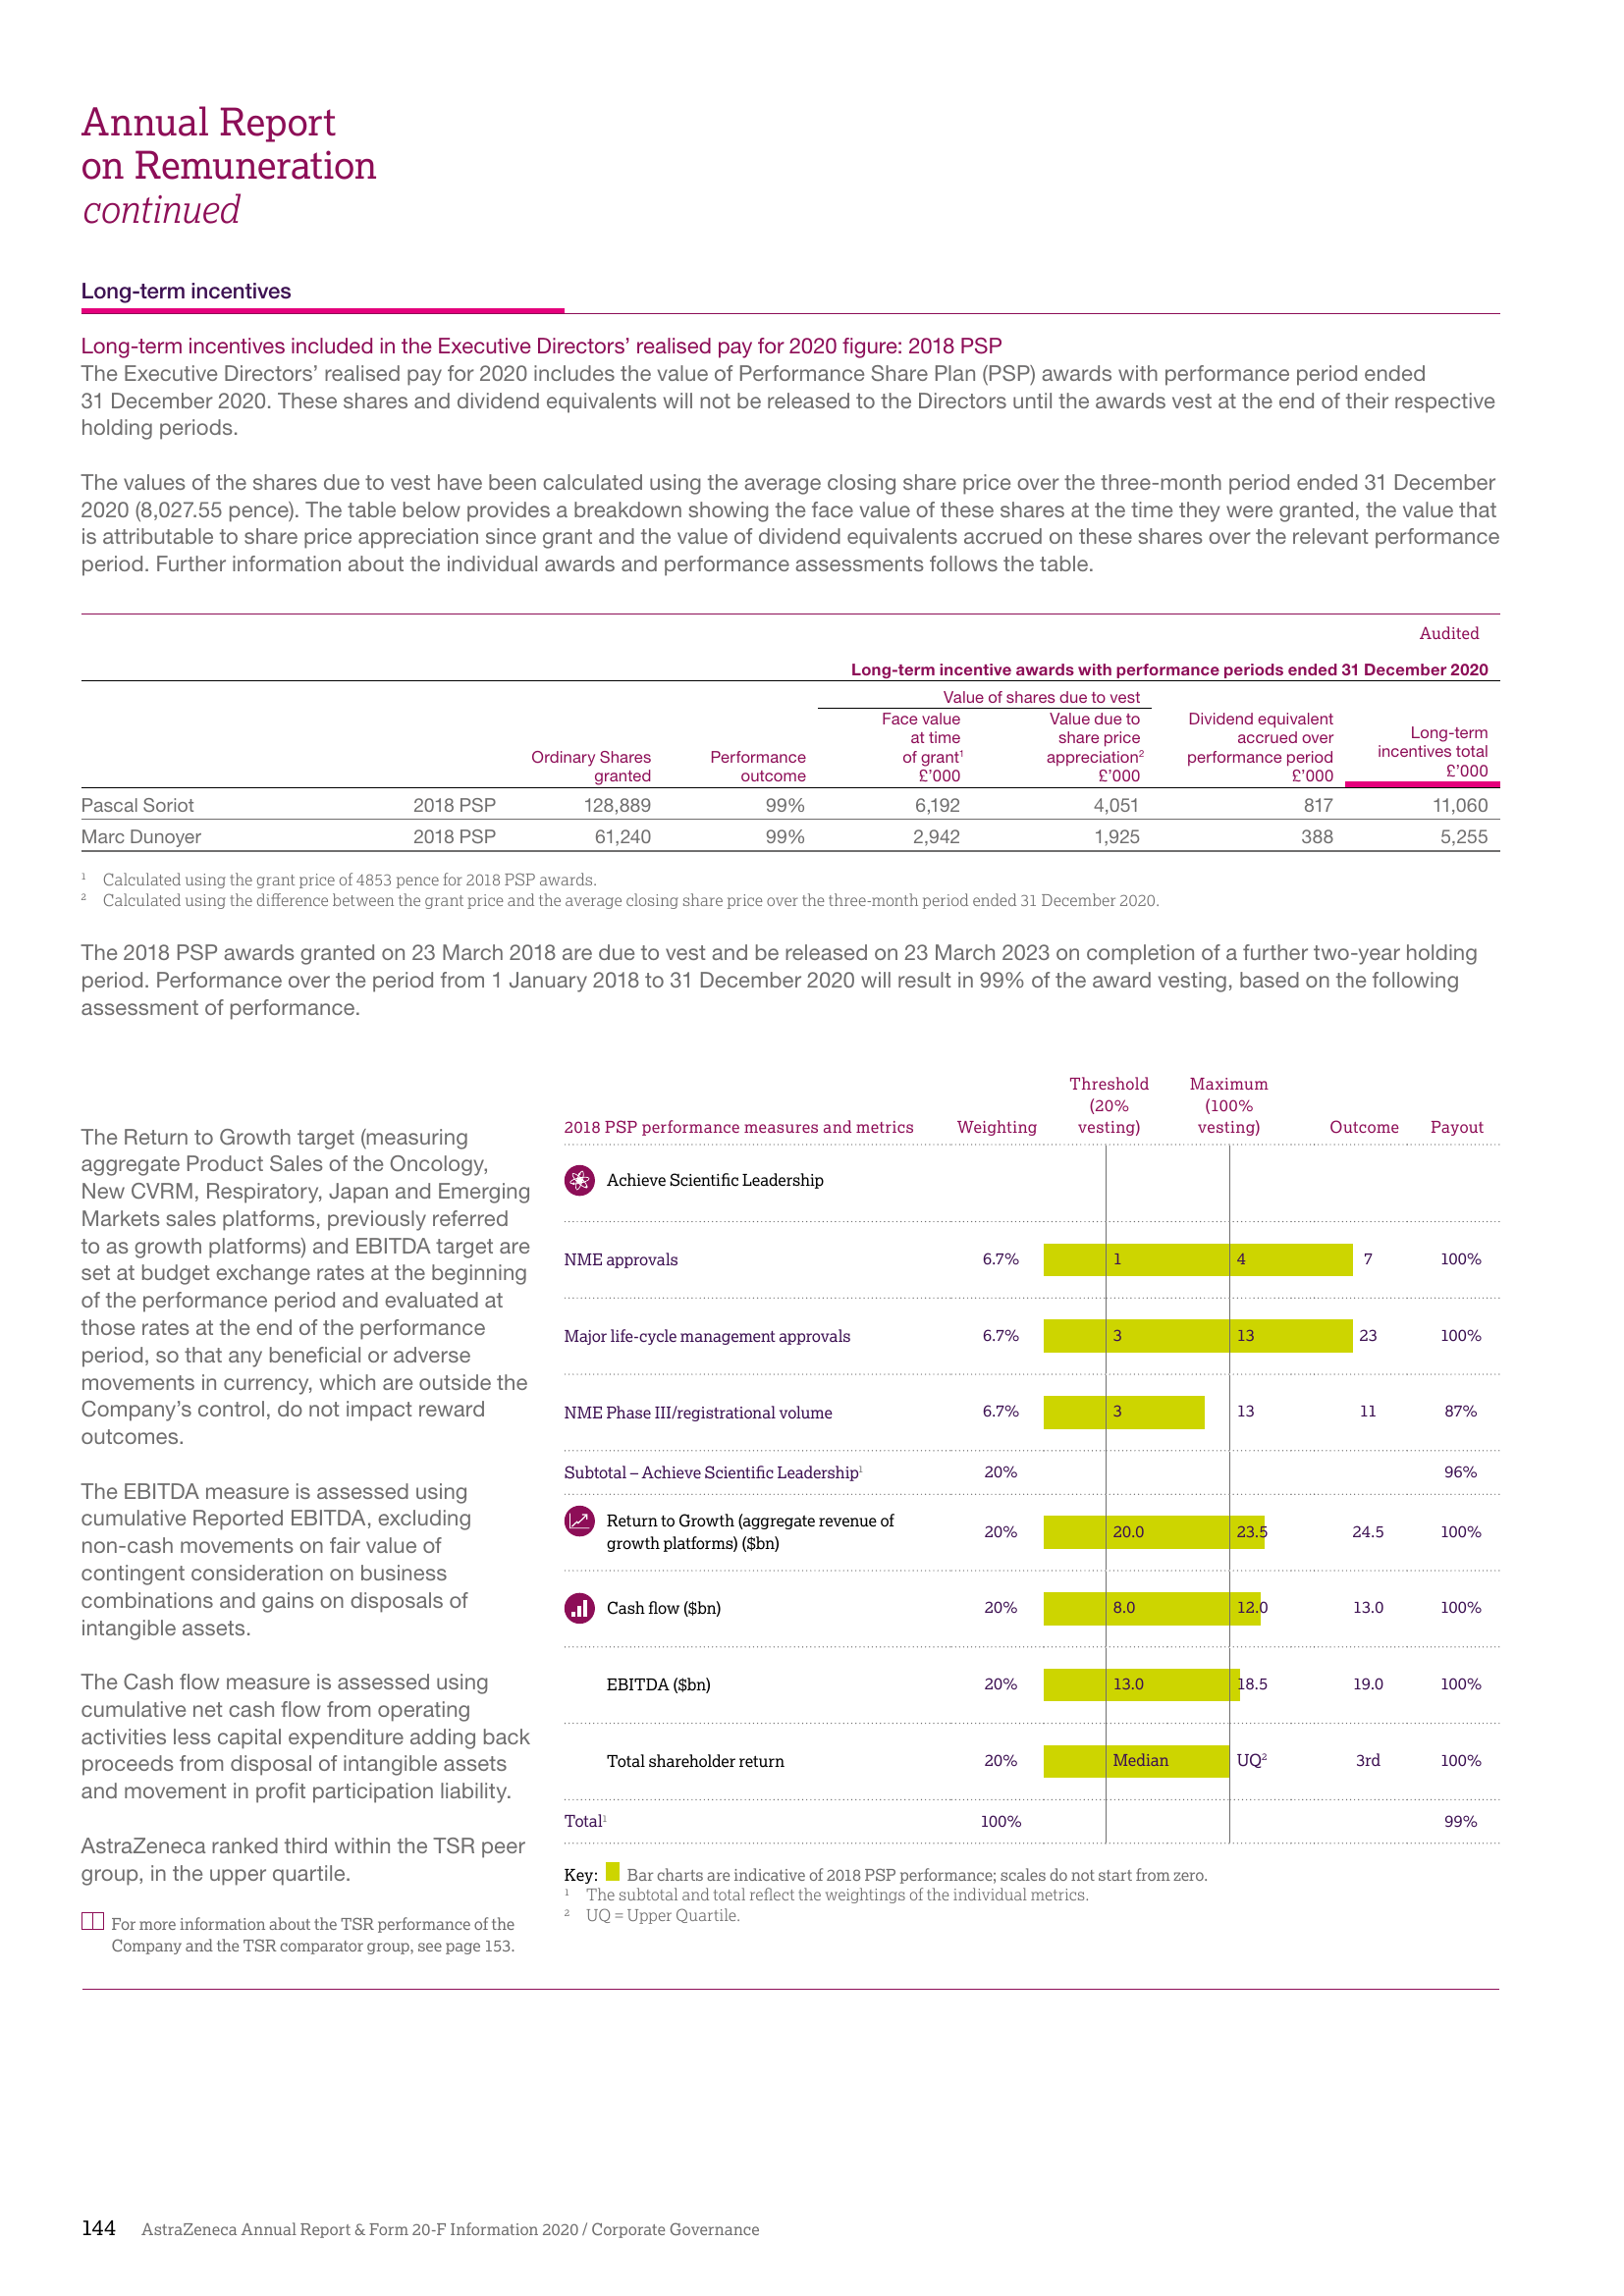 Annual Report
on Remuneration
continued
Long-term incentives
Long-term incentives included in the Executive Directors’ realised pay for 2020 figure: 2018 PSP
The Executive Directors’ realised pay for 2020 includes the value of Performance Share Plan (PSP) awards with performance period ended
31 December 2020. These shares and dividend equivalents will not be released to the Directors until the awards vest at the end of their respective
holding periods.
The values of the shares due to vest have been calculated using the average closing share price over the three-month period ended 31 December
2020 (8,027.55 pence). The table below provides a breakdown showing the face value of these shares at the time they were granted, the value that
is attributable to share price appreciation since grant and the value of dividend equivalents accrued on these shares over the relevant performance
period. Further information about the individual awards and performance assessments follows the table.
Audited
Long-term incentive awards with performance periods ended 31 December 2020
Value of shares due to vest
Ordinary Shares
granted
Performance
outcome
Face value
at time
of grant¹
£’000
Value due to
share price
appreciation²
£’000
Dividend equivalent
accrued over
performance period
£’000
Long-term
incentives total
£’000
Pascal Soriot 2018 PSP 128,889 99% 6,192 4,051 817 11,060
Marc Dunoyer 2018 PSP 61,240 99% 2,942 1,925 388 5,255
¹ Calculated using the grant price of 4853 pence for 2018 PSP awards.
² Calculated using the difference between the grant price and the average closing share price over the three-month period ended 31 December 2020.
The 2018 PSP awards granted on 23 March 2018 are due to vest and be released on 23 March 2023 on completion of a further two-year holding
period. Performance over the period from 1 January 2018 to 31 December 2020 will result in 99% of the award vesting, based on the following
assessment of performance.
The Return to Growth target (measuring
aggregate Product Sales of the Oncology,
New CVRM, Respiratory, Japan and Emerging
Markets sales platforms, previously referred
to as growth platforms) and EBITDA target are
set at budget exchange rates at the beginning
of the performance period and evaluated at
those rates at the end of the performance
period, so that any beneficial or adverse
movements in currency, which are outside the
Company’s control, do not impact reward
outcomes.
The EBITDA measure is assessed using
cumulative Reported EBITDA, excluding
non-cash movements on fair value of
contingent consideration on business
combinations and gains on disposals of
intangible assets.
The Cash flow measure is assessed using
cumulative net cash flow from operating
activities less capital expenditure adding back
proceeds from disposal of intangible assets
and movement in profit participation liability.
AstraZeneca ranked third within the TSR peer
group, in the upper quartile.
For more information about the TSR performance of the
Company and the TSR comparator group, see page 153.
2018 PSP performance measures and metrics
Weighting
Threshold
(20%
vesting)
Maximum
(100%
vesting)
Outcome
Payout
Achieve Scientific Leadership
NME approvals 6.7% 1 4 7 100%
Major life-cycle management approvals 6.7% 3 13 23 100%
NME Phase III/registrational volume 6.7% 3 13 11 87%
Subtotal – Achieve Scientific Leadership¹ 20% 96%
Return to Growth (aggregate revenue of
growth platforms) ($bn) 20% 20.0 23.5 24.5 100%
Cash flow ($bn) 20% 8.0 12.0 13.0 100%
EBITDA ($bn) 20% 13.0 18.5 19.0 100%
Total shareholder return 20% Median UQ² 3rd 100%
Total¹ 100% 99%
Key: Bar charts are indicative of 2018 PSP performance; scales do not start from zero.
¹ The subtotal and total reflect the weightings of the individual metrics.
² UQ = Upper Quartile.
144 AstraZeneca Annual Report & Form 20-F Information 2020 / Corporate Governance